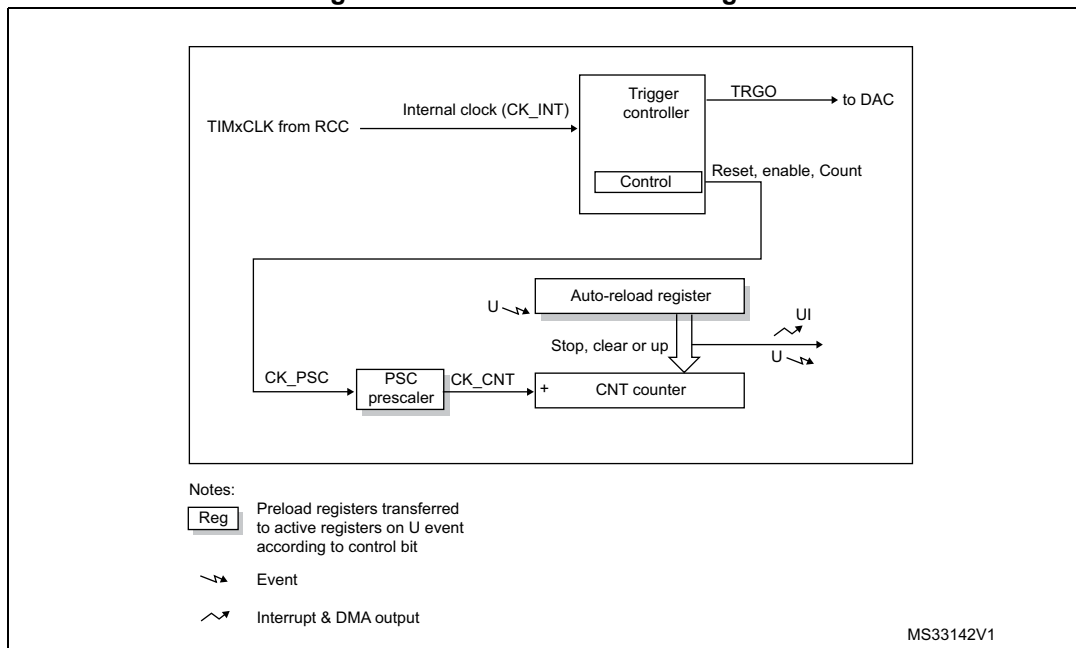 Trigger
controller
TRGO
to DAC
Internal clock (CK_INT)
TIMxCLK from RCC
Control
Reset, enable, Count
Auto-reload register
U
UI
Stop, clear or up
U
CK_PSC
PSC
prescaler
CK_CNT
+
CNT counter
Notes:
Reg
Preload registers transferred
to active registers on U event
according to control bit
Event
Interrupt & DMA output
MS33142V1